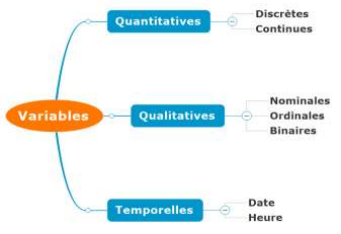 Variables
Quantitatives
Discrètes
Continues
Qualitatives
Nominales
Ordinales
Binaires
Temporelles
Date
Heure